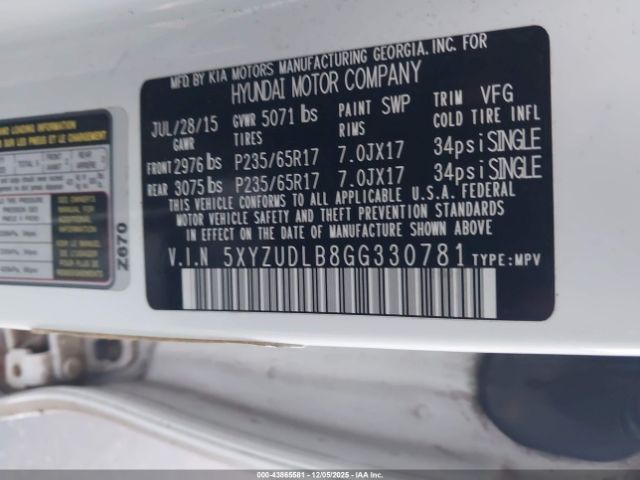 MFD. BY KIA MOTORS MANUFACTURING GEORGIA. INC. FOR
HYUNDAI MOTOR COMPANY
JUL/28/15 GVWR 5071 lbs PAINT SWP TRIM VFG
GAWR TIRES RIMS COLD TIRE INFL
FRONT 2976 lbs P235/65R17 7.0JX17 34psi SINGLE
REAR 3075 lbs P235/65R17 7.0JX17 34psi SINGLE
THIS VEHICLE CONFORMS TO ALL APPLICABLE U.S.A. FEDERAL
MOTOR VEHICLE SAFETY AND THEFT PREVENTION STANDARDS
IN EFFECT ON THE DATE OF MANUFACTURE SHOWN ABOVE.
V.I.N 5XYZUDLB8GG330781 TYPE: MPV
Z670
000-43865581 - 12/05/2025 - IAAI.CA